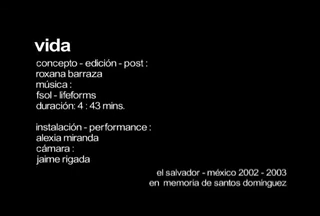 vida
concepto - edición - post :
roxana barraza
música :
fsol - lifeforms
duración: 4 : 43 mins.
instalación - performance :
alexia miranda
cámara :
jaime rigada
el salvador - méxico 2002 - 2003
en memoria de santos domínguez